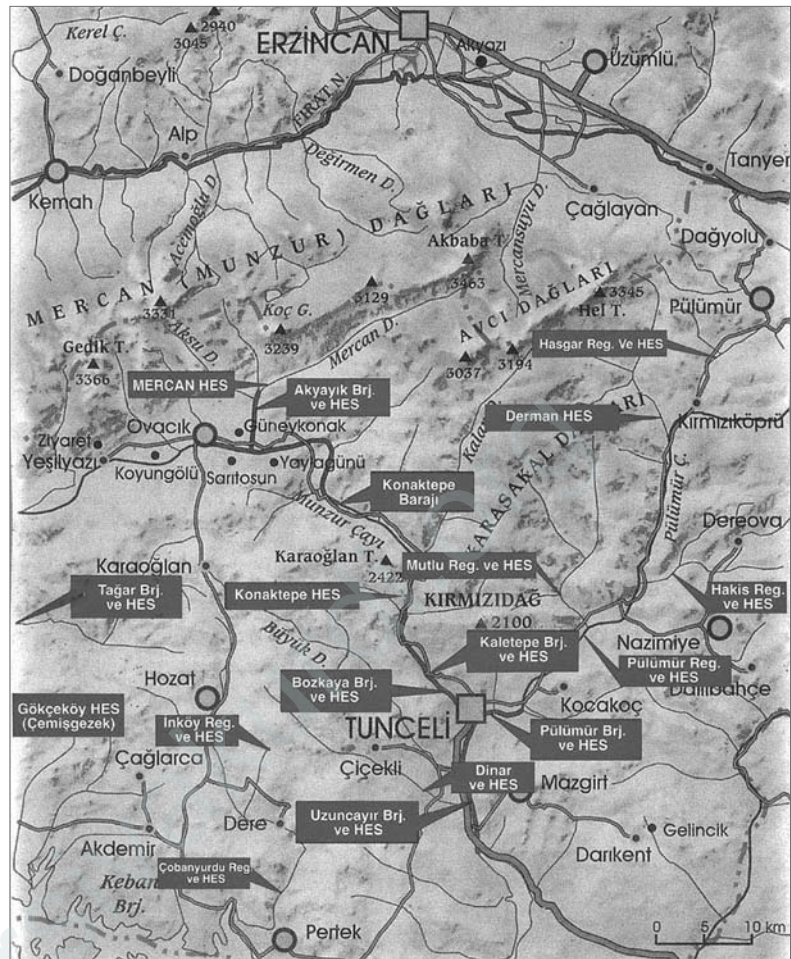 2940
Kerel Ç.
3045
ERZİNCAN
Akyazı
Üzümlü
Doğanbeyli
FIRAT N.
Alp
Değirmen D.
Tanyeri
Kemah
Acemoğlu D.
Çağlayan
Mercansuyu D.
MERCAN (MUNZUR) DAĞLARI
Akbaba T.
3463
Dağyolu
3129
AVCI DAĞLARI
3345
Hel T.
Pülümür
3331
Koç G.
Aksu D.
3239
Mercan D.
Gedik T.
3366
3037
3194
Hasgar Reg. Ve HES
MERCAN HES
Akyayık Brj.
ve HES
Derman HES
Kırmızıköprü
Ovacık
Güneykonak
Ziyaret
Yeşilyazı
Koyungölü
Sarıtosun
Yaylagünü
KARASAKAL DAĞLARI
Pülümür Ç.
Konaktepe
Barajı
Munzur Çayı
Dereova
Karaoğlan
Karaoğlan T.
2422
Mutlu Reg. ve HES
Tağar Brj.
ve HES
Konaktepe HES
KIRMIZIDAĞ
2100
Hakis Reg.
ve HES
Büyük D.
Kaletepe Brj.
ve HES
Nazimiye
Pülümür Reg.
ve HES
Dallıbahçe
Hozat
Bozkaya Brj.
ve HES
Kocakoç
Gökçeköy HES
(Çemişgezek)
İnköy Reg.
ve HES
TUNCELİ
Pülümür Brj.
ve HES
Çağlarca
Çiçekli
Dinar
ve HES
Mazgirt
Uzunçayır Brj.
ve HES
Dere
Gelincik
Akdemir
Darıkent
Keban
Brj.
Çobanyurdu Reg.
ve HES
Pertek
0 5 10 km